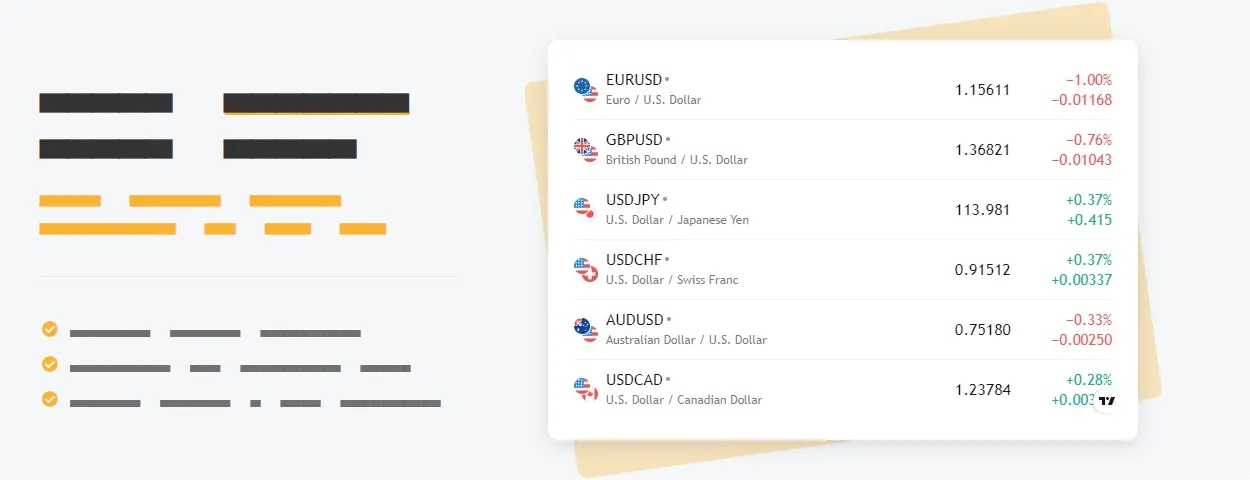 EURUSD
Euro / U.S. Dollar
1.15611
−1.00%
−0.01168
GBPUSD
British Pound / U.S. Dollar
1.36821
−0.76%
−0.01043
USDJPY
U.S. Dollar / Japanese Yen
113.981
+0.37%
+0.415
USDCHF
U.S. Dollar / Swiss Franc
0.91512
+0.37%
+0.00337
AUDUSD
Australian Dollar / U.S. Dollar
0.75180
−0.33%
−0.00250
USDCAD
U.S. Dollar / Canadian Dollar
1.23784
+0.28%